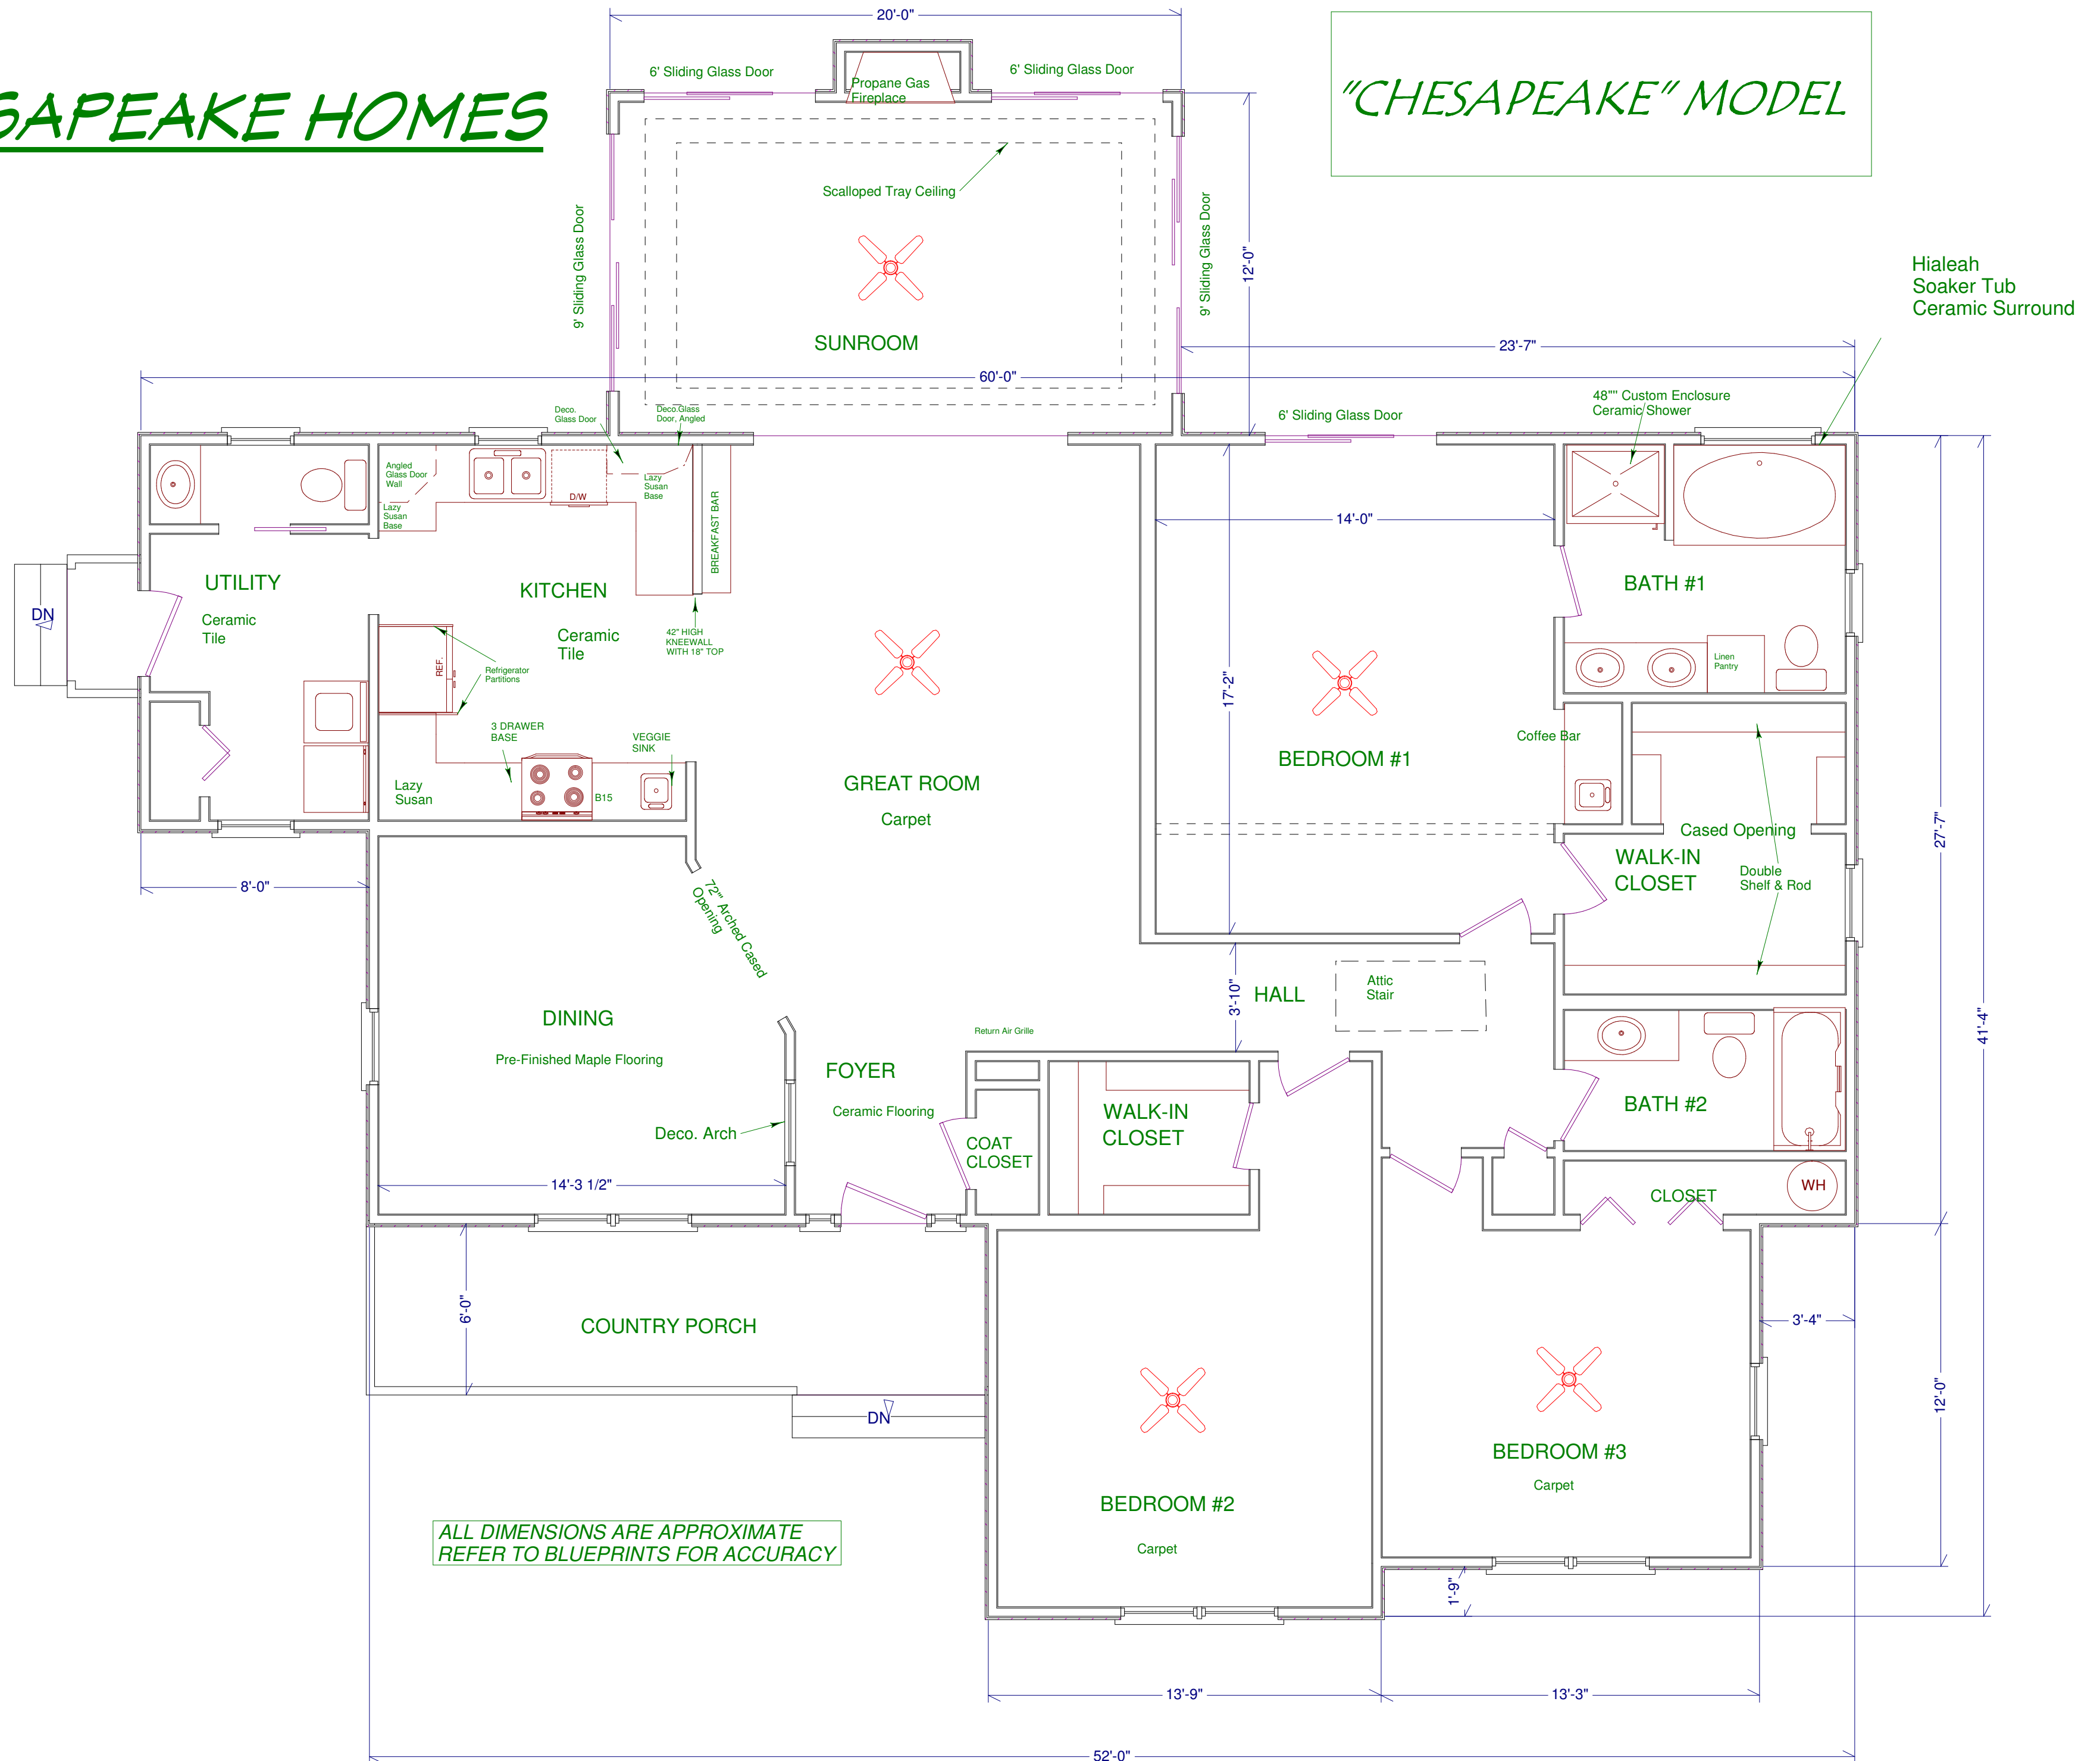 20'-0"
SAPEAKE HOMES
"CHESAPEAKE" MODEL
6' Sliding Glass Door
6' Sliding Glass Door
Propane Gas
Fireplace
Scalloped Tray Ceiling
9' Sliding Glass Door
9' Sliding Glass Door
12'-0"
Hialeah
Soaker Tub
Ceramic Surround
SUNROOM
23'-7"
60'-0"
48"" Custom Enclosure
Ceramic Shower
Deco.
Glass Door
Deco.Glass
Door, Angled
6' Sliding Glass Door
Angled
Glass Door
Wall
Lazy
Susan
Base
D/W
Lazy
Susan
Base
BREAKFAST BAR
14'-0"
UTILITY
Ceramic
Tile
DN
KITCHEN
Ceramic
Tile
42" HIGH
KNEEWALL
WITH 18" TOP
BATH #1
Linen
Pantry
REF.
Refrigerator
Partitions
17'-2"
3 DRAWER
BASE
VEGGIE
SINK
Coffee Bar
BEDROOM #1
GREAT ROOM
Carpet
Lazy
Susan
B15
Cased Opening
WALK-IN
CLOSET
Double
Shelf & Rod
27'-7"
8'-0"
72"' Arched Cased
Opening
HALL
Attic
Stair
3'-10"
41'-4"
DINING
Pre-Finished Maple Flooring
Return Air Grille
FOYER
Ceramic Flooring
Deco. Arch
COAT
CLOSET
WALK-IN
CLOSET
BATH #2
14'-3 1/2"
CLOSET
WH
6'-0"
COUNTRY PORCH
3'-4"
DN
12'-0"
BEDROOM #3
Carpet
BEDROOM #2
Carpet
ALL DIMENSIONS ARE APPROXIMATE
REFER TO BLUEPRINTS FOR ACCURACY
1'-9"
13'-9"
13'-3"
52'-0"